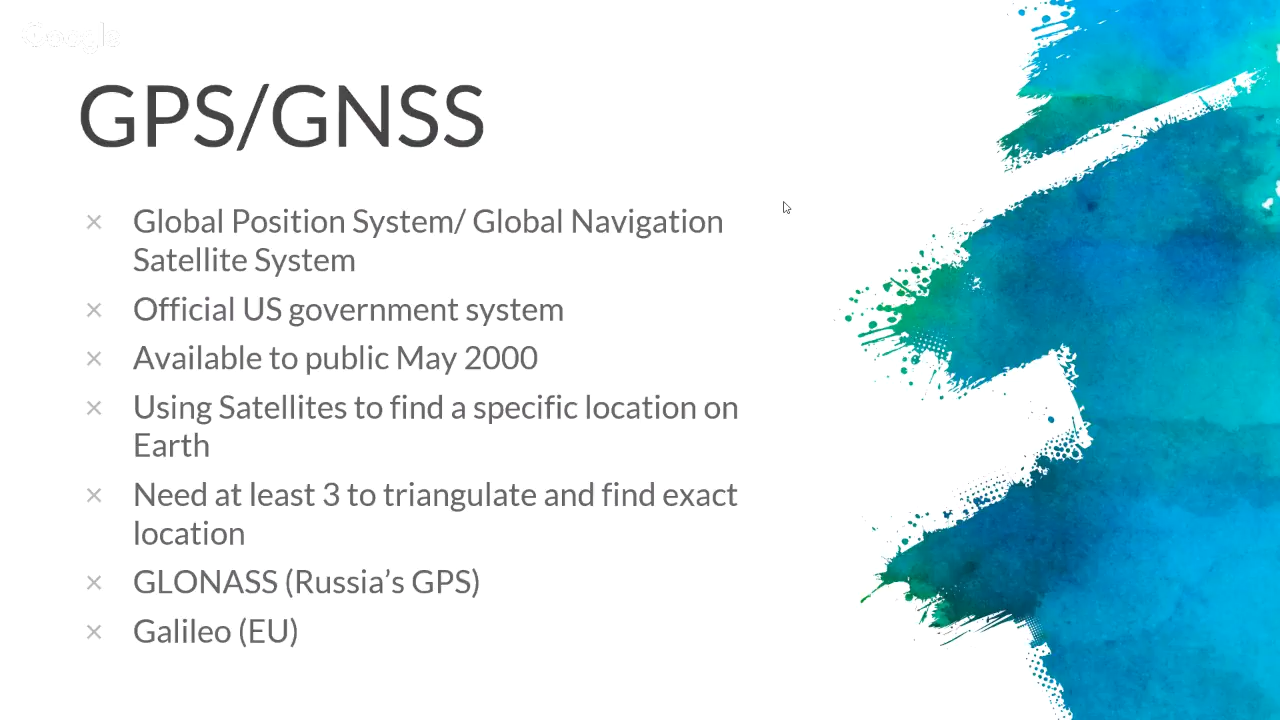 Google
GPS/GNSS
× Global Position System/ Global Navigation
Satellite System
× Official US government system
× Available to public May 2000
× Using Satellites to find a specific location on
Earth
× Need at least 3 to triangulate and find exact
location
× GLONASS (Russia’s GPS)
× Galileo (EU)